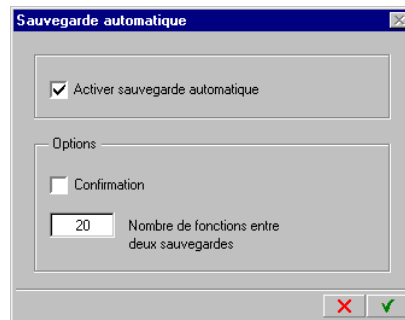 Sauvegarde automatique
Activer sauvegarde automatique
Options
Confirmation
20 Nombre de fonctions entre
deux sauvegardes